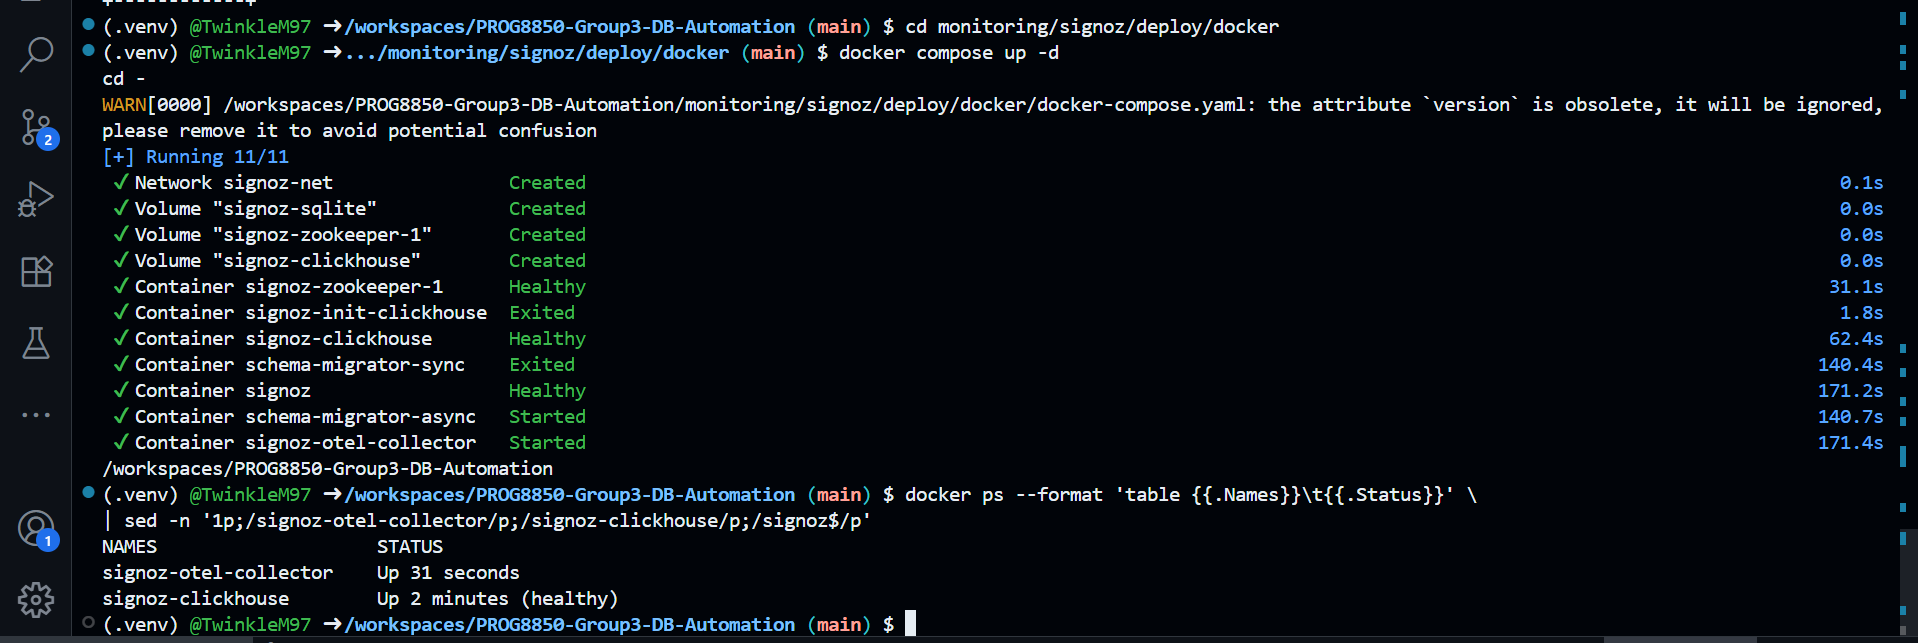 (.venv) @TwinkleM97 ➜ /workspaces/PROG8850-Group3-DB-Automation (main) $ cd monitoring/signoz/deploy/docker
(.venv) @TwinkleM97 ➜ .../monitoring/signoz/deploy/docker (main) $ docker compose up -d
cd -
WARN[0000] /workspaces/PROG8850-Group3-DB-Automation/monitoring/signoz/deploy/docker/docker-compose.yaml: the attribute `version` is obsolete, it will be ignored,
please remove it to avoid potential confusion
[+] Running 11/11
✓ Network signoz-net Created 0.1s
✓ Volume "signoz-sqlite" Created 0.0s
✓ Volume "signoz-zookeeper-1" Created 0.0s
✓ Volume "signoz-clickhouse" Created 0.0s
✓ Container signoz-zookeeper-1 Healthy 31.1s
✓ Container signoz-init-clickhouse Exited 1.8s
✓ Container signoz-clickhouse Healthy 62.4s
✓ Container schema-migrator-sync Exited 140.4s
✓ Container signoz Healthy 171.2s
✓ Container schema-migrator-async Started 140.7s
✓ Container signoz-otel-collector Started 171.4s
/workspaces/PROG8850-Group3-DB-Automation
(.venv) @TwinkleM97 ➜ /workspaces/PROG8850-Group3-DB-Automation (main) $ docker ps --format 'table {{.Names}}\t{{.Status}}' \
| sed -n '1p;/signoz-otel-collector/p;/signoz-clickhouse/p;/signoz$/p'
NAMES STATUS
signoz-otel-collector Up 31 seconds
signoz-clickhouse Up 2 minutes (healthy)
(.venv) @TwinkleM97 ➜ /workspaces/PROG8850-Group3-DB-Automation (main) $
2
1